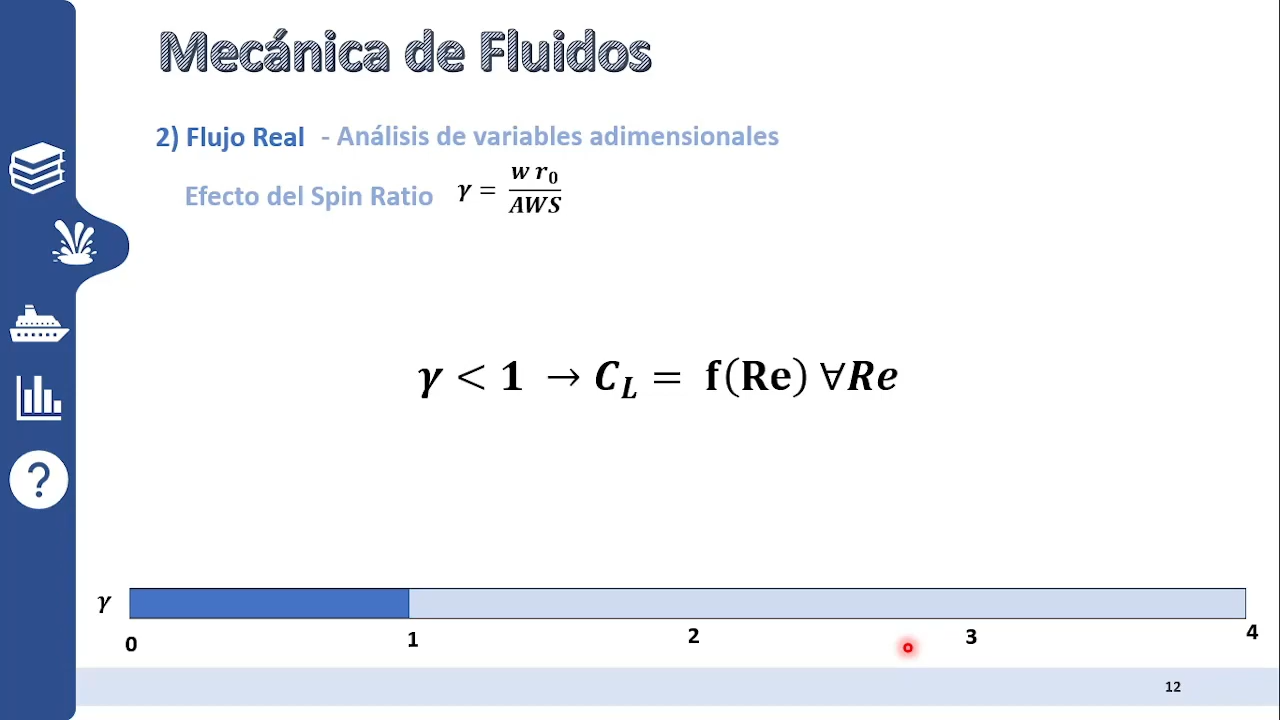 Mecánica de Fluidos
2) Flujo Real - Análisis de variables adimensionales
Efecto del Spin Ratio γ = w r₀ / AWS
γ < 1 → C_L = f(Re) ∀Re
γ
0 1 2 3 4
12
?